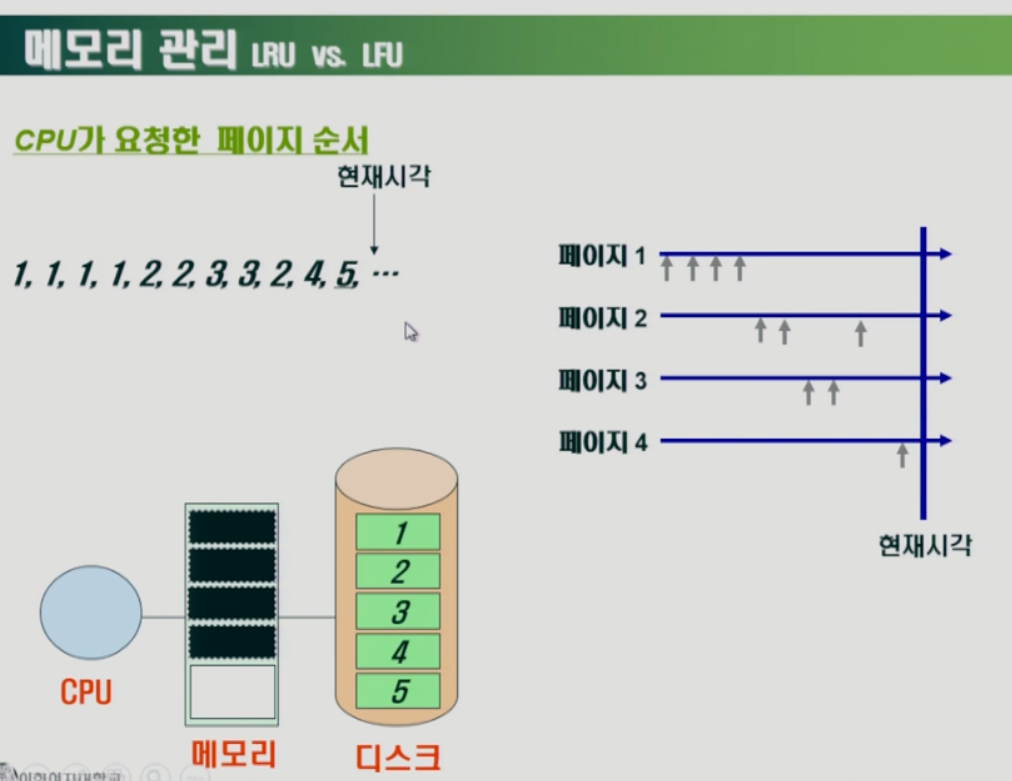 메모리 관리 LRU vs. LFU
CPU가 요청한 페이지 순서
현재시각
1, 1, 1, 1, 2, 2, 3, 3, 2, 4, 5, ···
페이지 1
페이지 2
페이지 3
페이지 4
현재시각
1
2
3
4
5
CPU
메모리
디스크